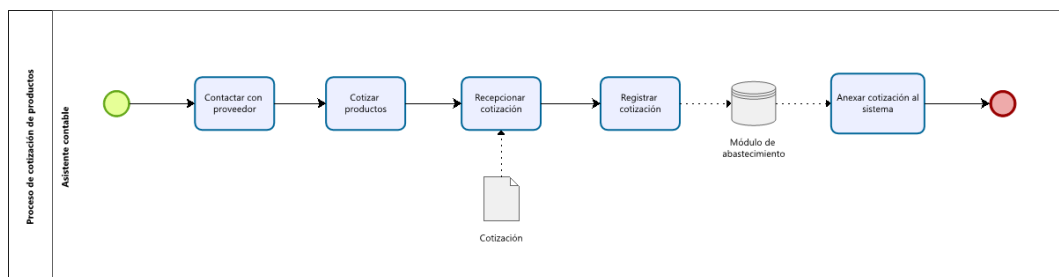 Proceso de cotización de productos
Asistente contable
Contactar con
proveedor
Cotizar
productos
Recepcionar
cotización
Registrar
cotización
Módulo de
abastecimiento
Anexar cotización al
sistema
Cotización